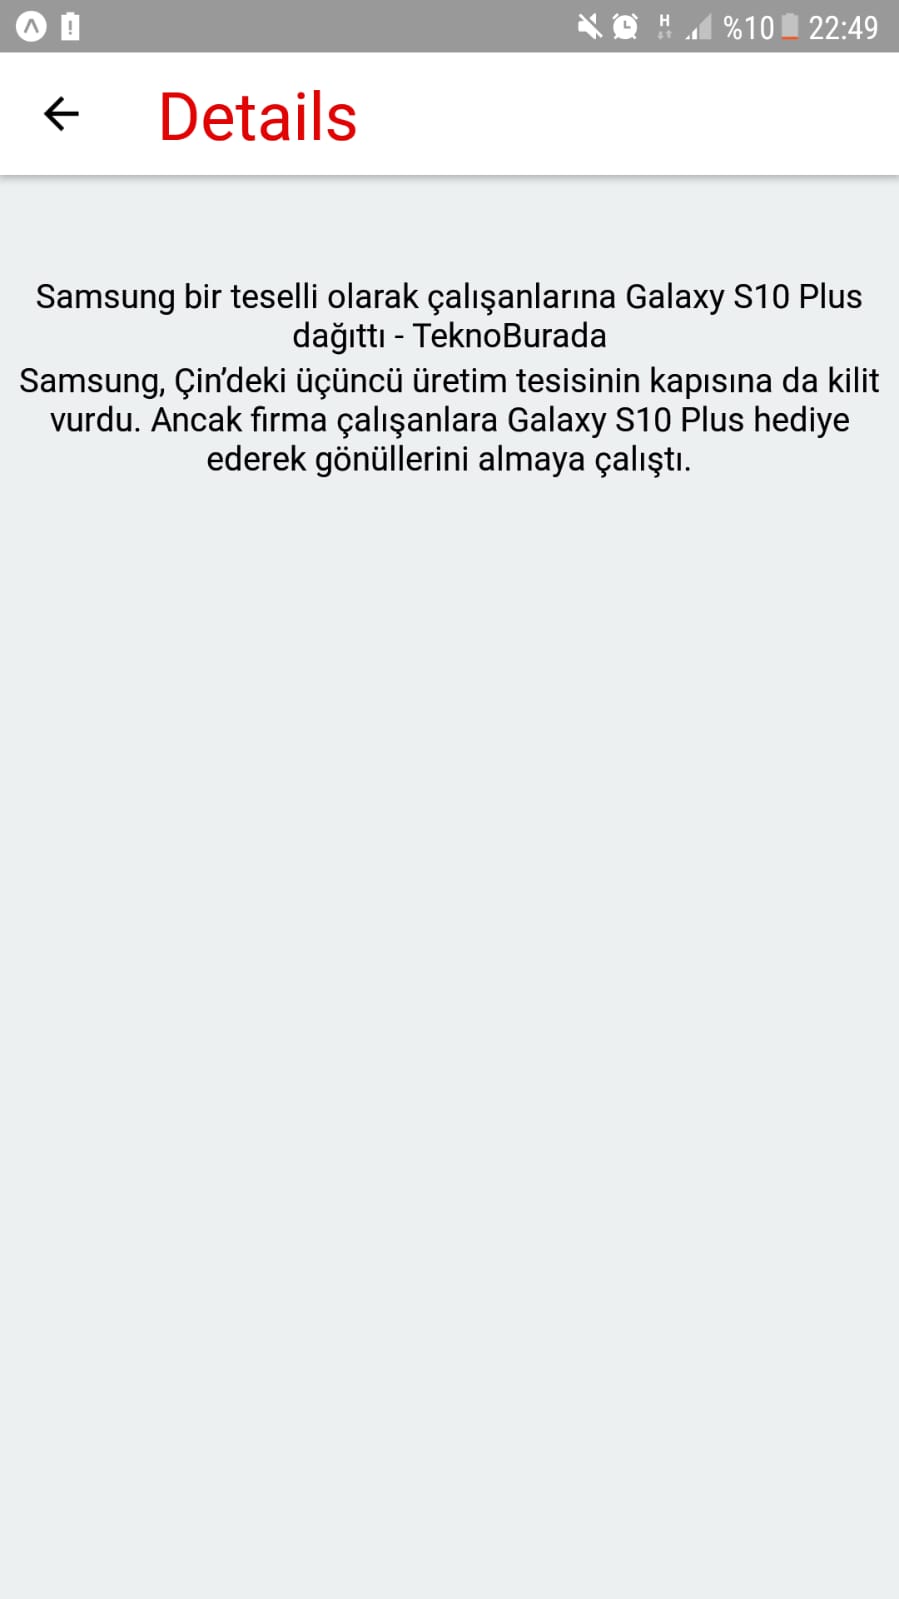 H %10 22:49
Details
Samsung bir teselli olarak çalışanlarına Galaxy S10 Plus
dağıttı - TeknoBurada
Samsung, Çin’deki üçüncü üretim tesisinin kapısına da kilit
vurdu. Ancak firma çalışanlara Galaxy S10 Plus hediye
ederek gönüllerini almaya çalıştı.